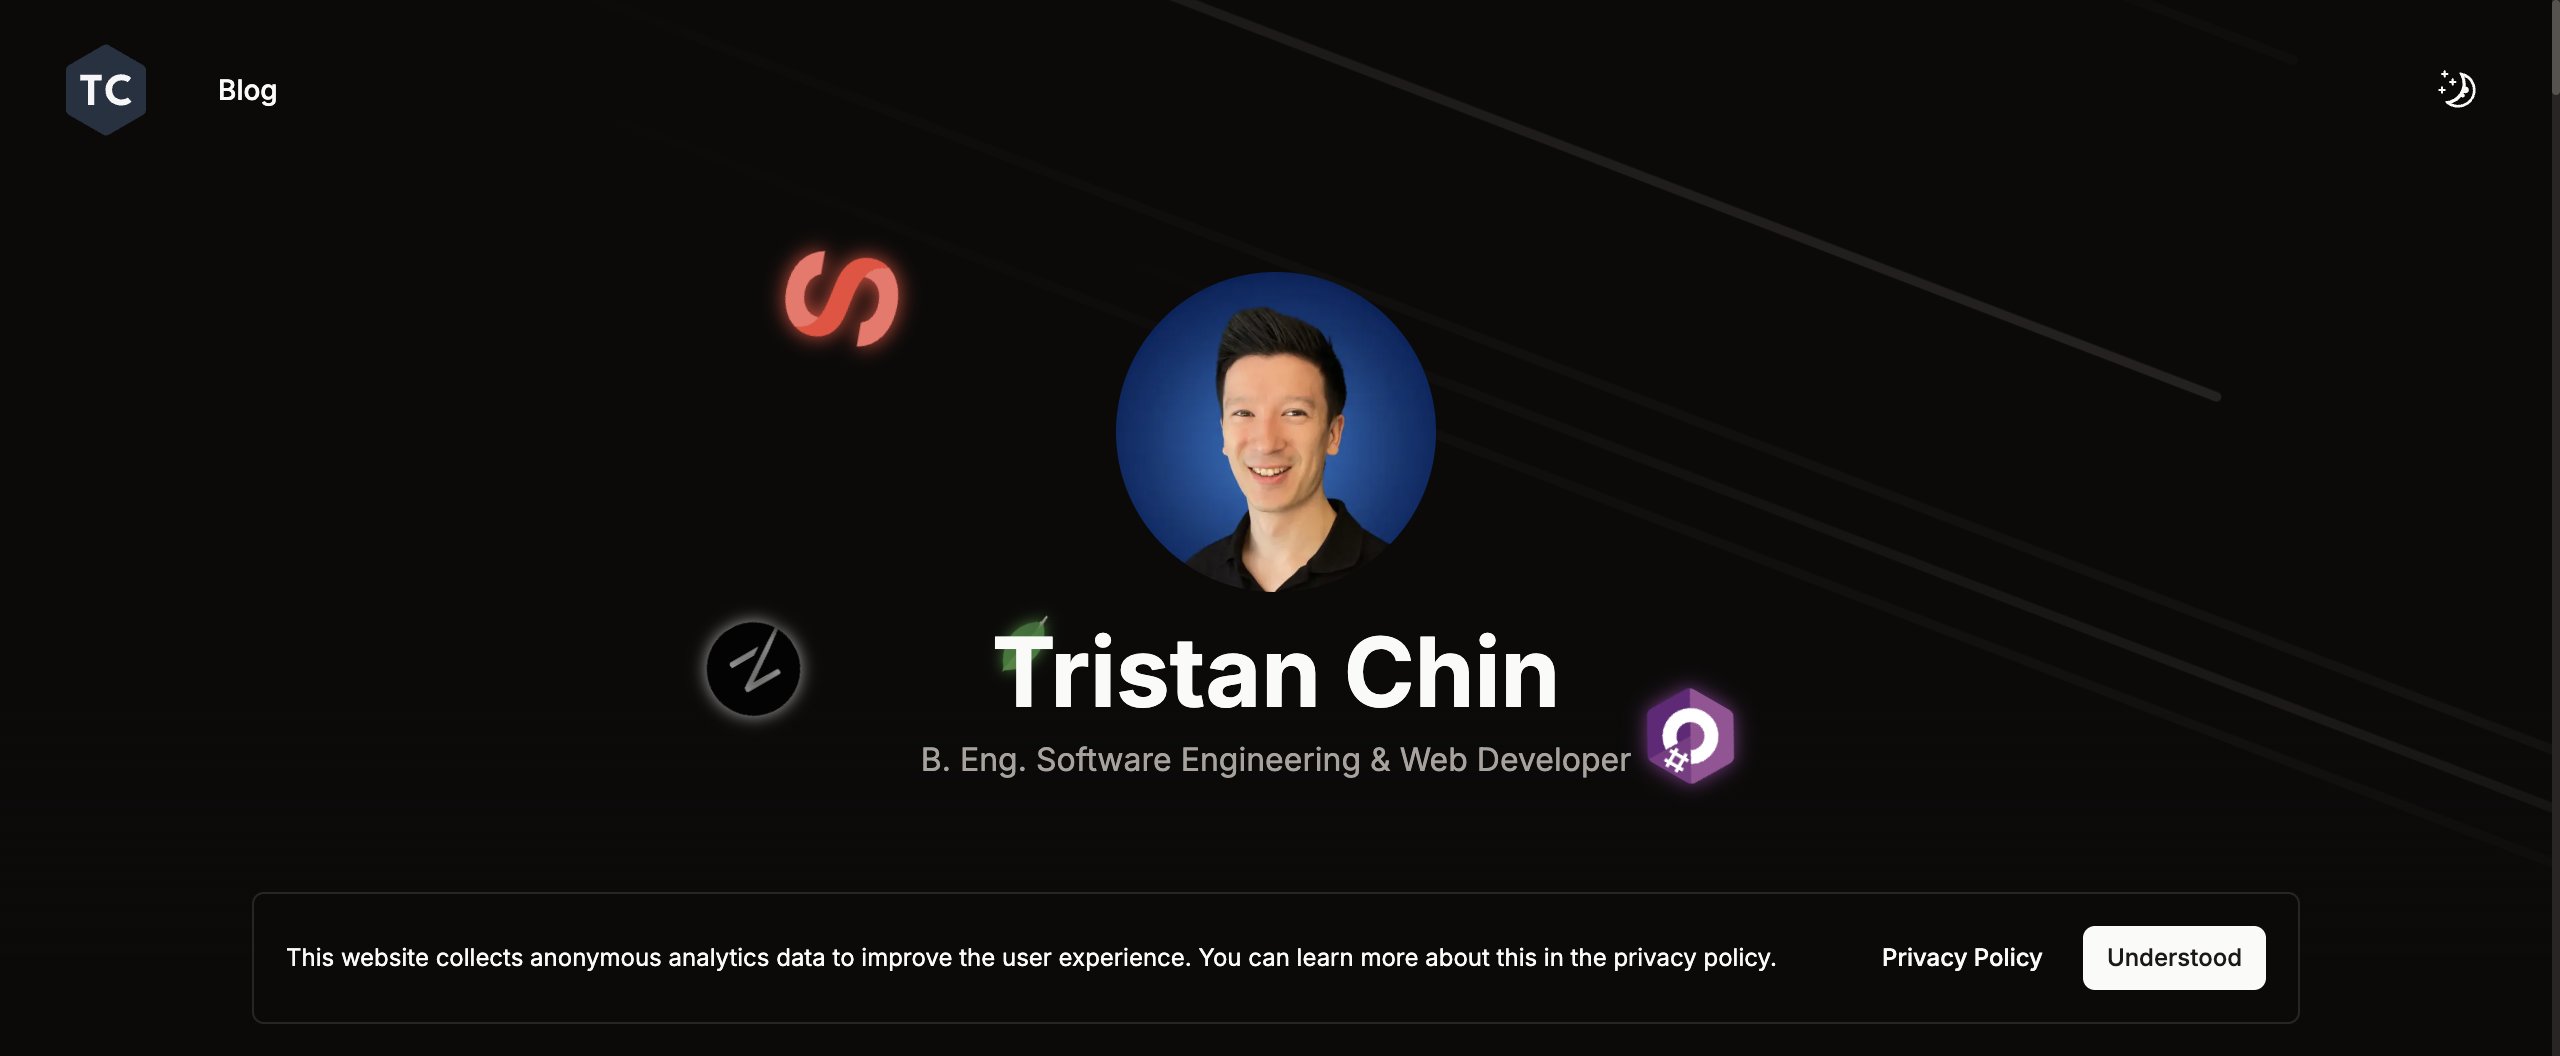 TC
Blog
Tristan Chin
B. Eng. Software Engineering & Web Developer
This website collects anonymous analytics data to improve the user experience. You can learn more about this in the privacy policy.
Privacy Policy
Understood